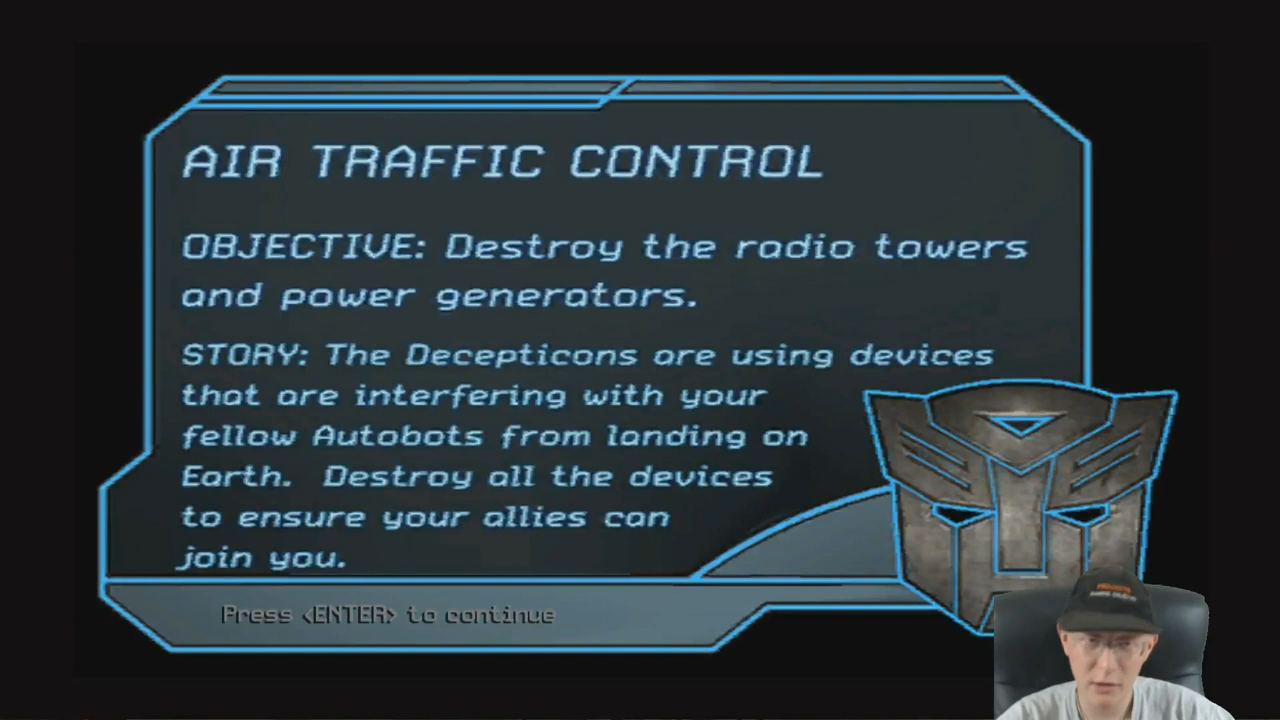 AIR TRAFFIC CONTROL
OBJECTIVE: Destroy the radio towers
and power generators.
STORY: The Decepticons are using devices
that are interfering with your
fellow Autobots from landing on
Earth. Destroy all the devices
to ensure your allies can
join you.
Press <ENTER> to continue